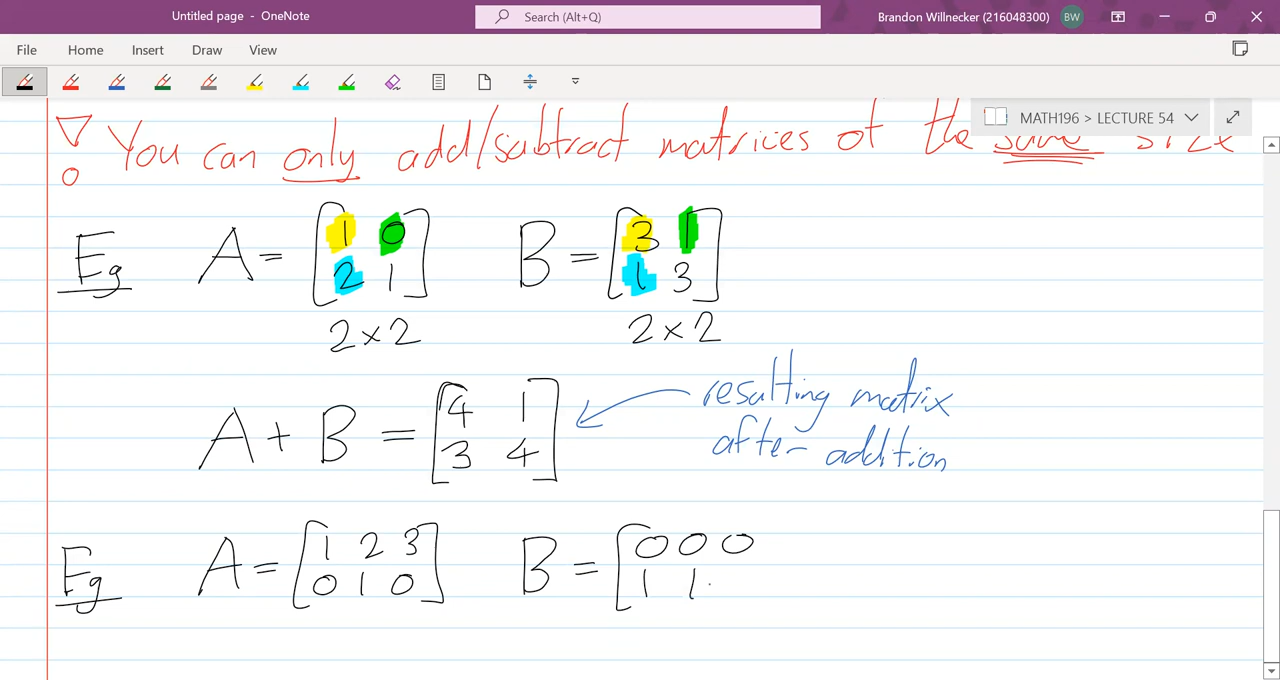 Untitled page - OneNote
Search (Alt+Q)
Brandon Willnecker (216048300)
BW
File Home Insert Draw View
MATH196 > LECTURE 54
! You can only add/subtract matrices of the same size
Eg A = [ 1 0 B = [ 3 1
2 1 ] 1 3 ]
2 × 2 2 × 2
A + B = [ 4 1
3 4 ]
resulting matrix
after addition
Eg A = [ 1 2 3 B = [ 0 0 0
0 1 0 ] 1 1